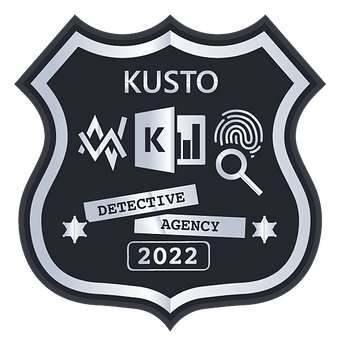 KUSTO
K
DETECTIVE
AGENCY
2022